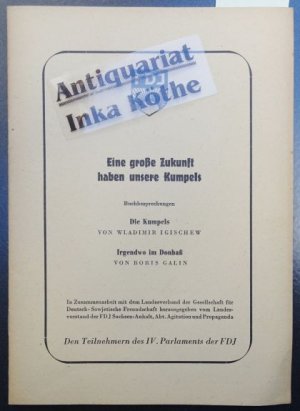 Antiquariat
Inka Kothe
Eine große Zukunft
haben unsere Kumpels
Buchbesprechungen
Die Kumpels
VON WLADIMIR IGISCHEW
Irgendwo im Donbaß
VON BORIS GALIN
In Zusammenarbeit mit dem Landesverband der Gesellschaft für
Deutsch-Sowjetische Freundschaft herausgegeben vom Landes-
vorstand der FDJ Sachsen-Anhalt, Abt. Agitation und Propaganda
Den Teilnehmern des IV. Parlaments der FDJ